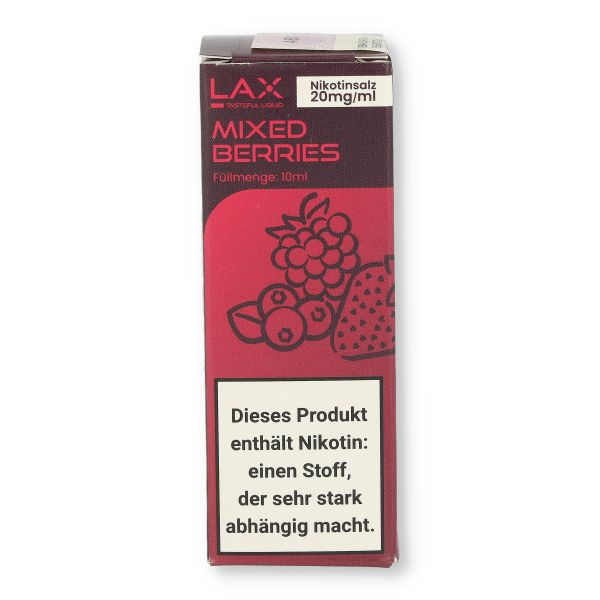 LAX
TASTEFUL LIQUID
Nikotinsalz
20mg/ml
MIXED
BERRIES
Füllmenge: 10ml
Dieses Produkt
enthält Nikotin:
einen Stoff,
der sehr stark
abhängig macht.